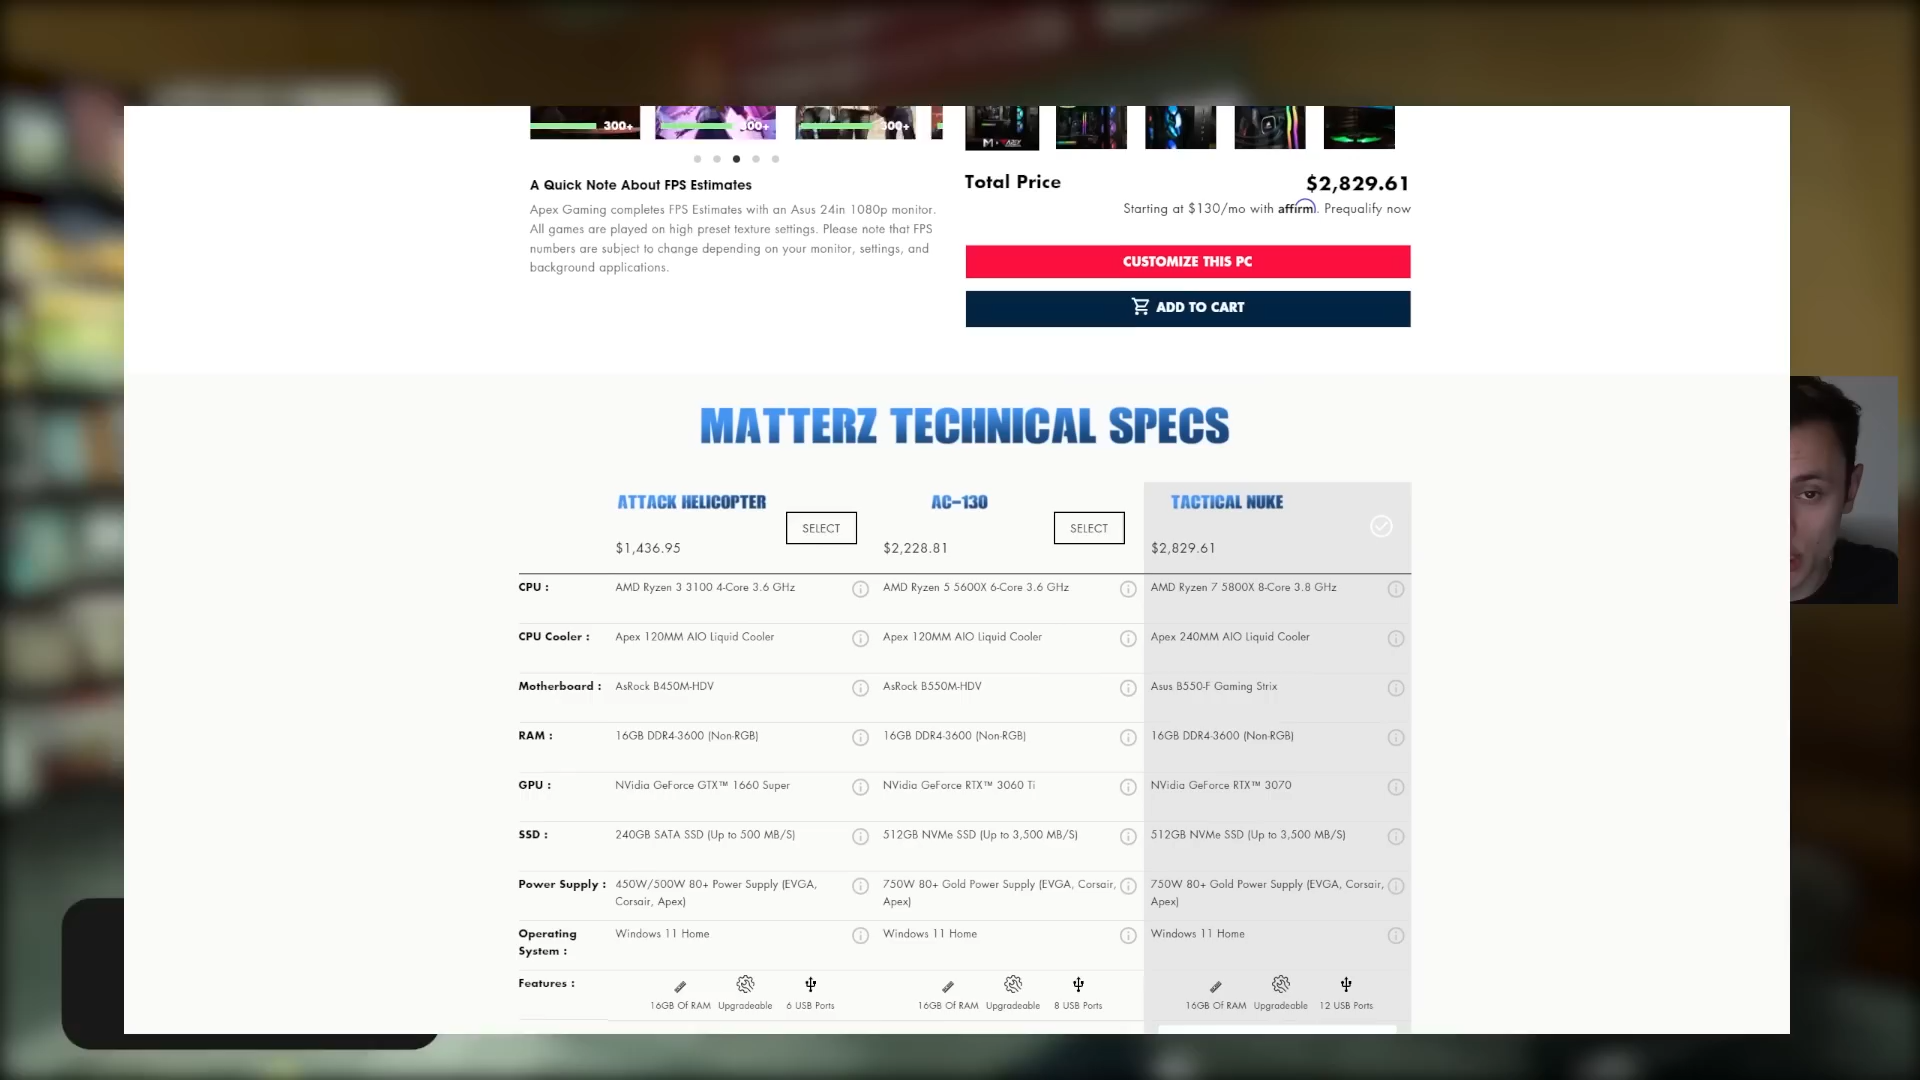 300+
00+
300+
A Quick Note About FPS Estimates
Apex Gaming completes FPS Estimates with an Asus 24in 1080p monitor.
All games are played on high preset texture settings. Please note that FPS
numbers are subject to change depending on your monitor, settings, and
background applications.
Total Price $2,829.61
Starting at $130/mo with affirm. Prequalify now
CUSTOMIZE THIS PC
ADD TO CART
MATTERZ TECHNICAL SPECS
ATTACK HELICOPTER AC-130 TACTICAL NUKE
SELECT SELECT
$1,436.95 $2,228.81 $2,829.61
CPU : AMD Ryzen 3 3100 4-Core 3.6 GHz AMD Ryzen 5 5600X 6-Core 3.6 GHz AMD Ryzen 7 5800X 8-Core 3.8 GHz
CPU Cooler : Apex 120MM AIO Liquid Cooler Apex 120MM AIO Liquid Cooler Apex 240MM AIO Liquid Cooler
Motherboard : AsRock B450M-HDV AsRock B550M-HDV Asus B550-F Gaming Strix
RAM : 16GB DDR4-3600 (Non-RGB) 16GB DDR4-3600 (Non-RGB) 16GB DDR4-3600 (Non-RGB)
GPU : NVidia GeForce GTX™ 1660 Super NVidia GeForce RTX™ 3060 Ti NVidia GeForce RTX™ 3070
SSD : 240GB SATA SSD (Up to 500 MB/S) 512GB NVMe SSD (Up to 3,500 MB/S) 512GB NVMe SSD (Up to 3,500 MB/S)
Power Supply : 450W/500W 80+ Power Supply (EVGA, 750W 80+ Gold Power Supply (EVGA, Corsair, 750W 80+ Gold Power Supply (EVGA, Corsair,
Corsair, Apex) Apex) Apex)
Operating Windows 11 Home Windows 11 Home Windows 11 Home
System :
Features :
16GB Of RAM Upgradeable 6 USB Ports 16GB Of RAM Upgradeable 8 USB Ports 16GB Of RAM Upgradeable 12 USB Ports